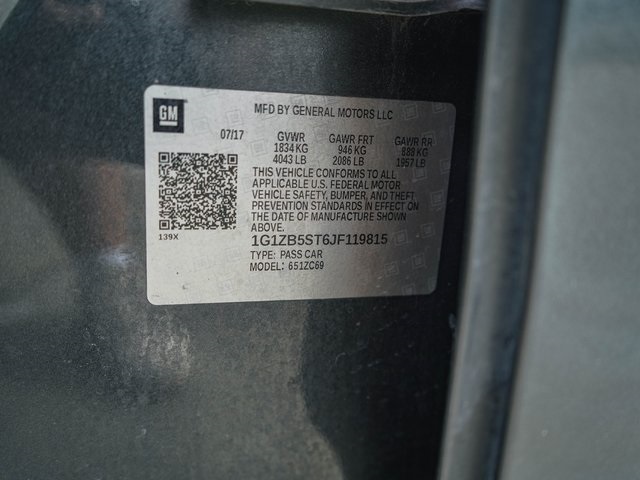 GM
MFD BY GENERAL MOTORS LLC
07/17 GVWR GAWR FRT GAWR RR
1834 KG 946 KG 888 KG
4043 LB 2086 LB 1957 LB
THIS VEHICLE CONFORMS TO ALL
APPLICABLE U.S. FEDERAL MOTOR
VEHICLE SAFETY, BUMPER, AND THEFT
PREVENTION STANDARDS IN EFFECT ON
THE DATE OF MANUFACTURE SHOWN
ABOVE.
139X
1G1ZB5ST6JF119815
TYPE: PASS CAR
MODEL: 651ZC69